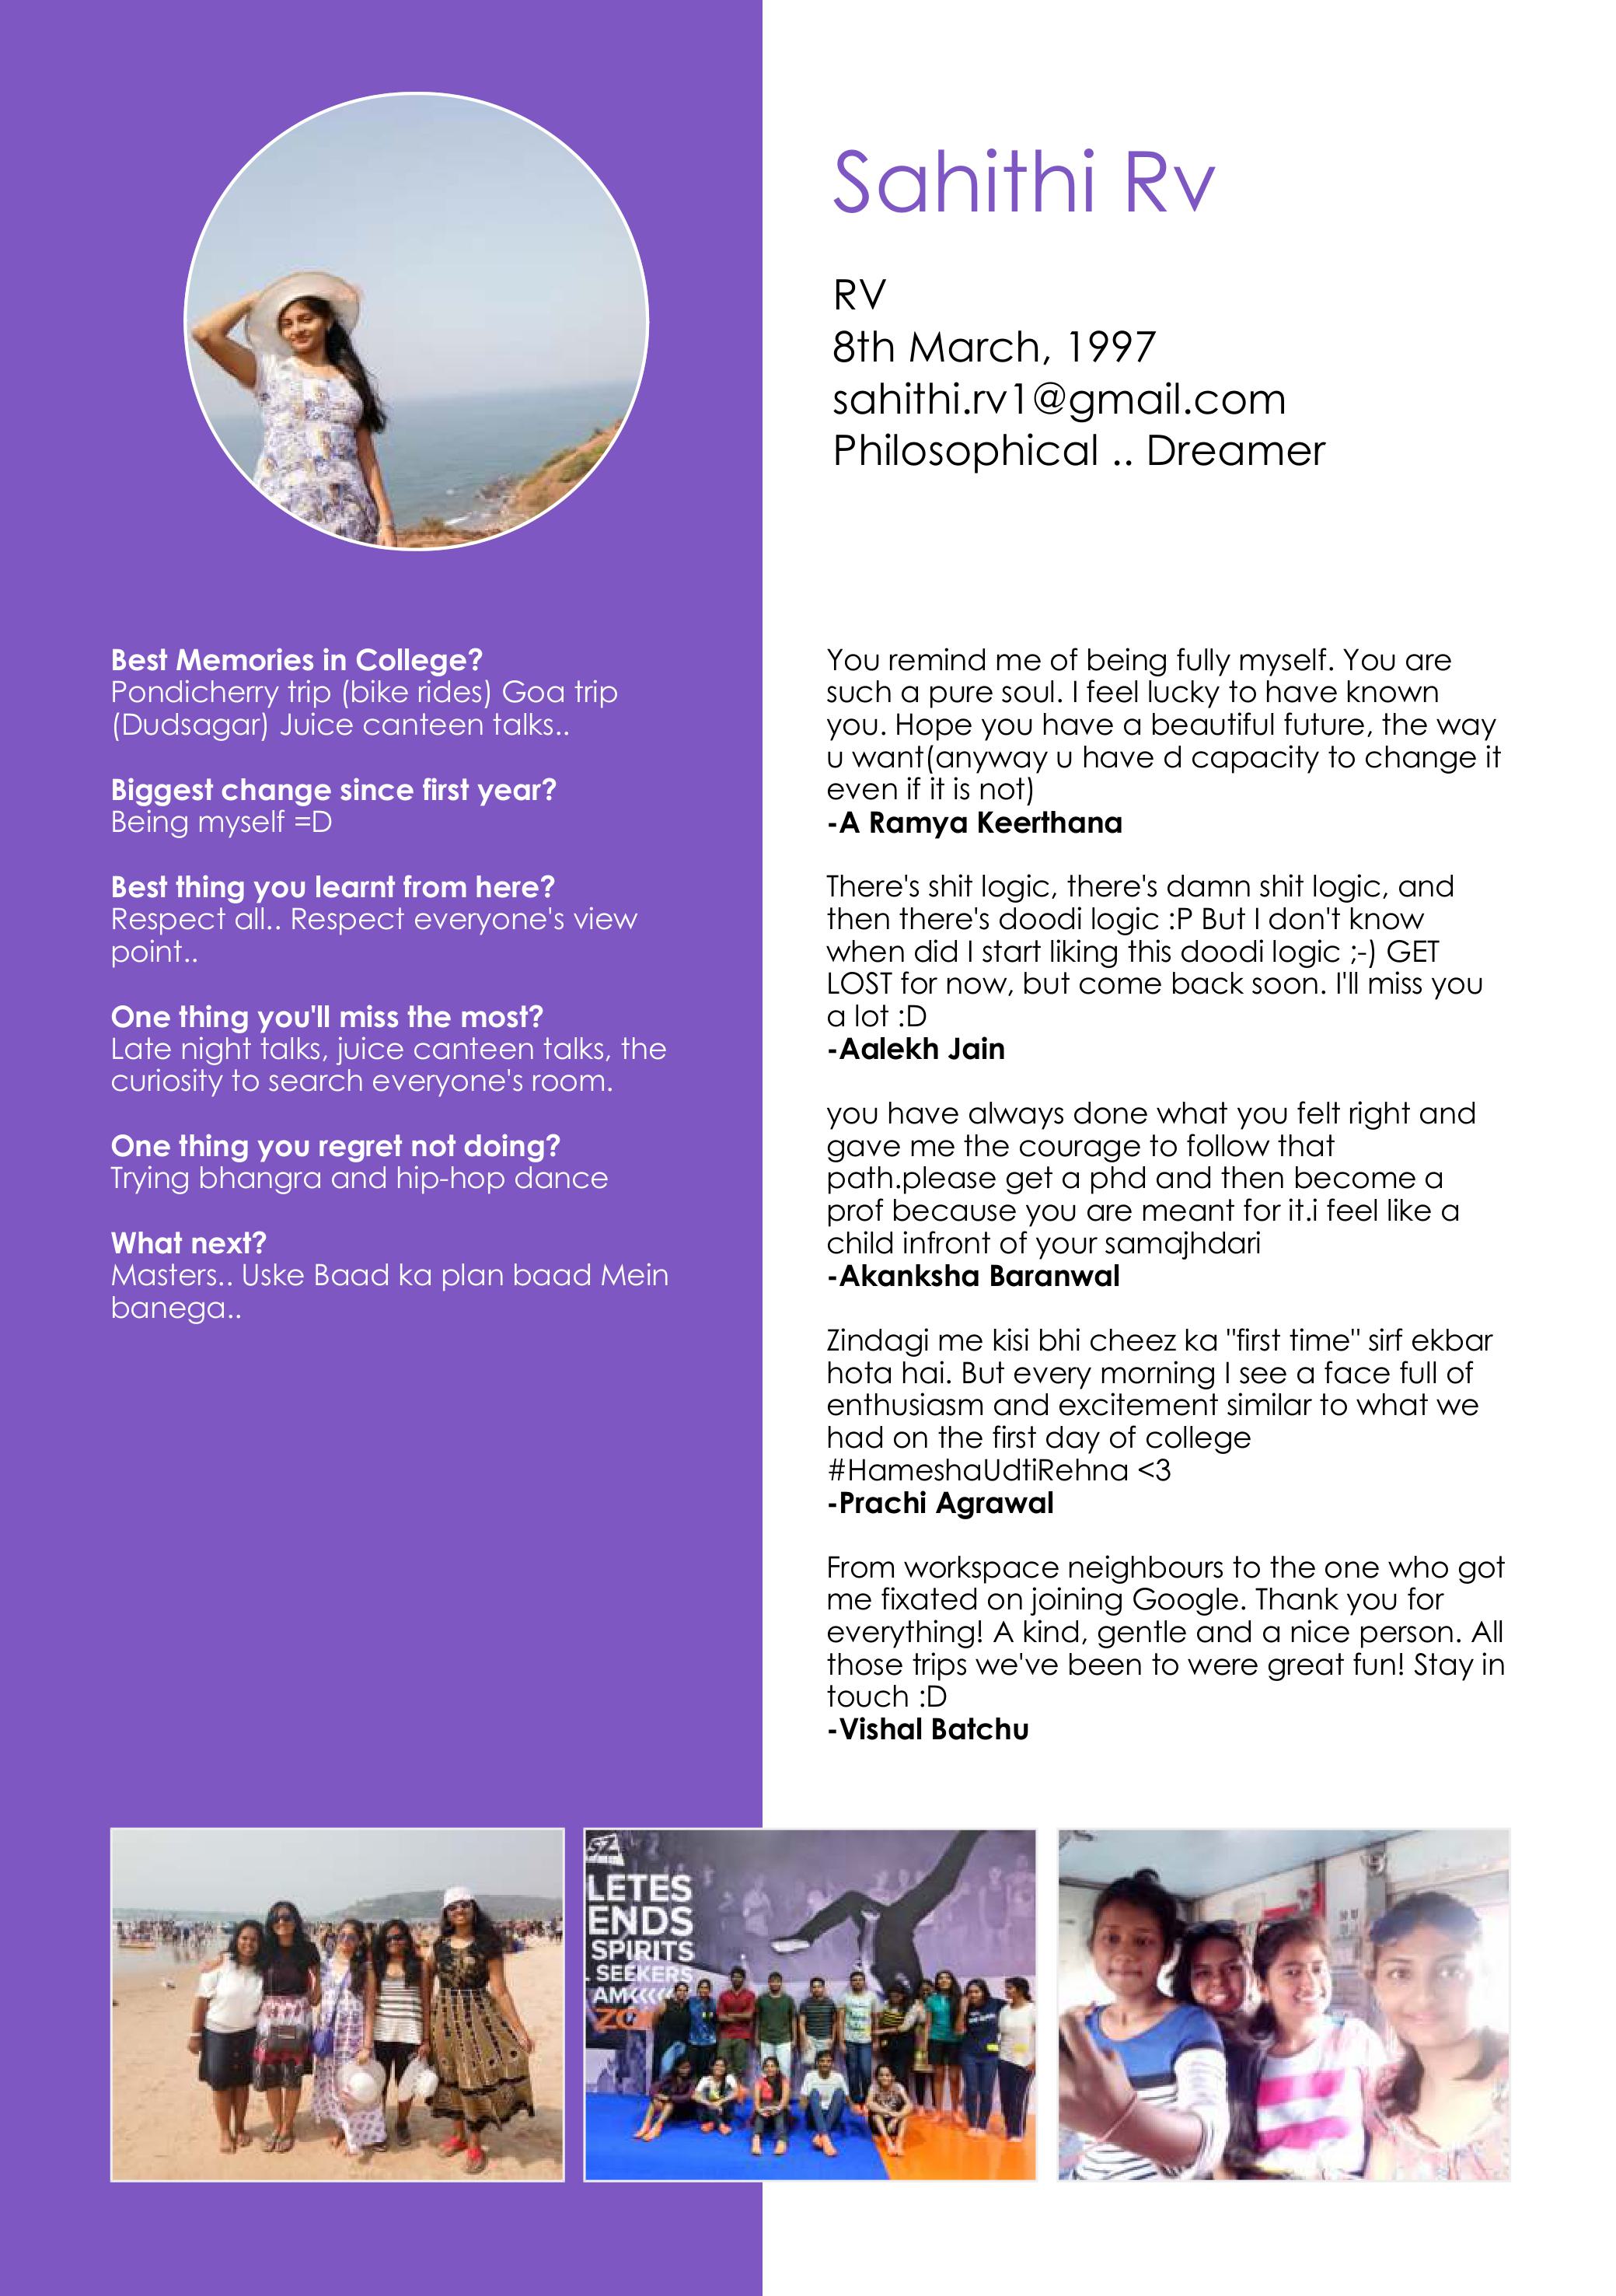 Sahithi Rv
RV
8th March, 1997
sahithi.rv1@gmail.com
Philosophical .. Dreamer
Best Memories in College?
Pondicherry trip (bike rides) Goa trip
(Dudsagar) Juice canteen talks..
Biggest change since first year?
Being myself =D
Best thing you learnt from here?
Respect all.. Respect everyone's view
point..
One thing you'll miss the most?
Late night talks, juice canteen talks, the
curiosity to search everyone's room.
One thing you regret not doing?
Trying bhangra and hip-hop dance
What next?
Masters.. Uske Baad ka plan baad Mein
banega..
You remind me of being fully myself. You are
such a pure soul. I feel lucky to have known
you. Hope you have a beautiful future, the way
u want(anyway u have d capacity to change it
even if it is not)
-A Ramya Keerthana
There's shit logic, there's damn shit logic, and
then there's doodi logic :P But I don't know
when did I start liking this doodi logic ;-) GET
LOST for now, but come back soon. I'll miss you
a lot :D
-Aalekh Jain
you have always done what you felt right and
gave me the courage to follow that
path.please get a phd and then become a
prof because you are meant for it.i feel like a
child infront of your samajhdari
-Akanksha Baranwal
Zindagi me kisi bhi cheez ka "first time" sirf ekbar
hota hai. But every morning I see a face full of
enthusiasm and excitement similar to what we
had on the first day of college
#HameshaUdtiRehna <3
-Prachi Agrawal
From workspace neighbours to the one who got
me fixated on joining Google. Thank you for
everything! A kind, gentle and a nice person. All
those trips we've been to were great fun! Stay in
touch :D
-Vishal Batchu
SZ
LETES
ENDS
SPIRITS
SEEKERS
AM<<<<<